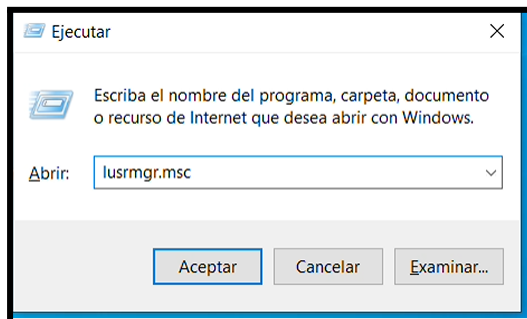 Ejecutar
Escriba el nombre del programa, carpeta, documento
o recurso de Internet que desea abrir con Windows.
Abrir: lusrmgr.msc
Aceptar Cancelar Examinar...